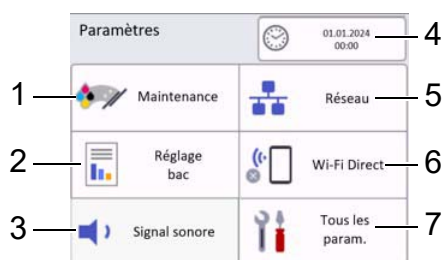 Paramètres
01.01.2024
00:00
4
1
Maintenance
Réseau
5
2
Réglage
bac
Wi-Fi Direct
6
3
Signal sonore
Tous les
param.
7